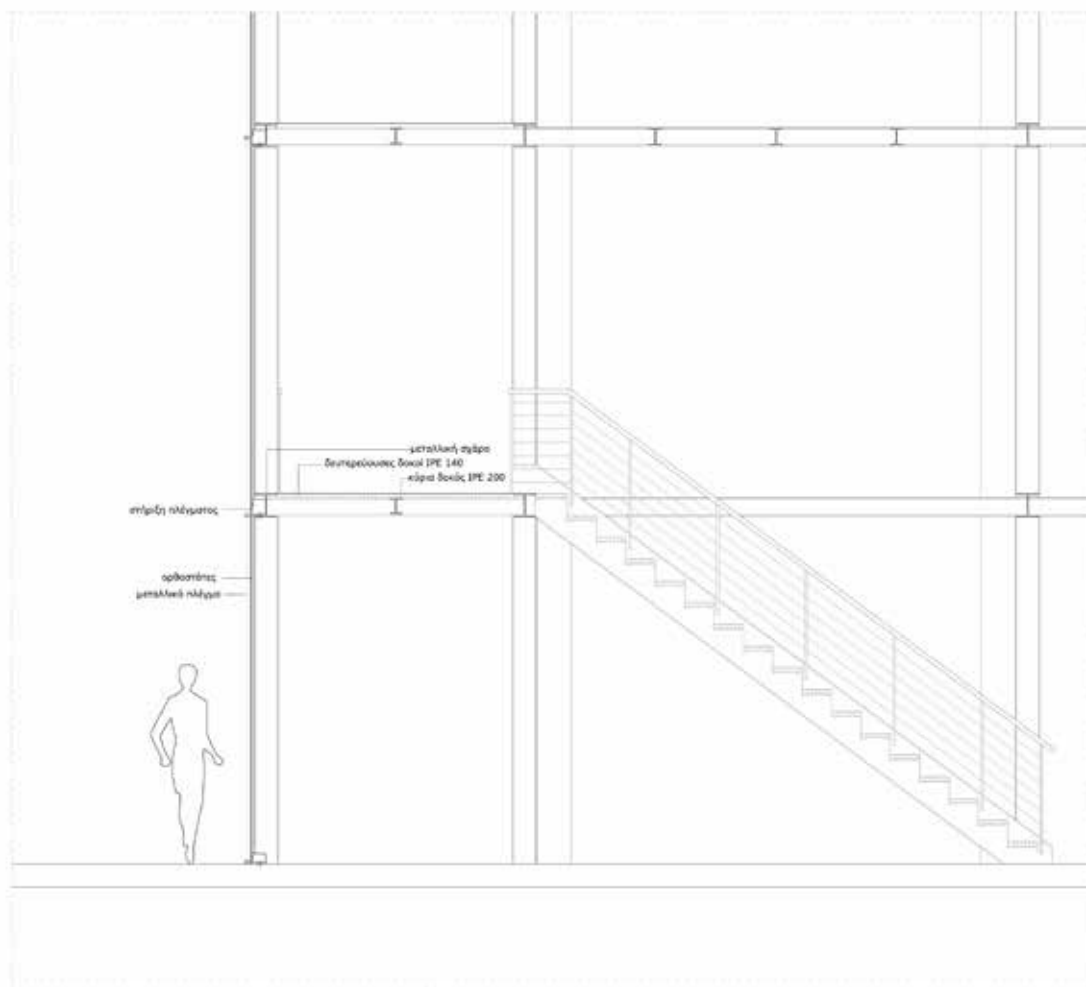 μεταλλική σχάρα
δευτερεύουσες δοκοί IPE 140
κύρια δοκός IPE 200
στήριξη πλέγματος
ορθοστάτες
μεταλλικό πλέγμα